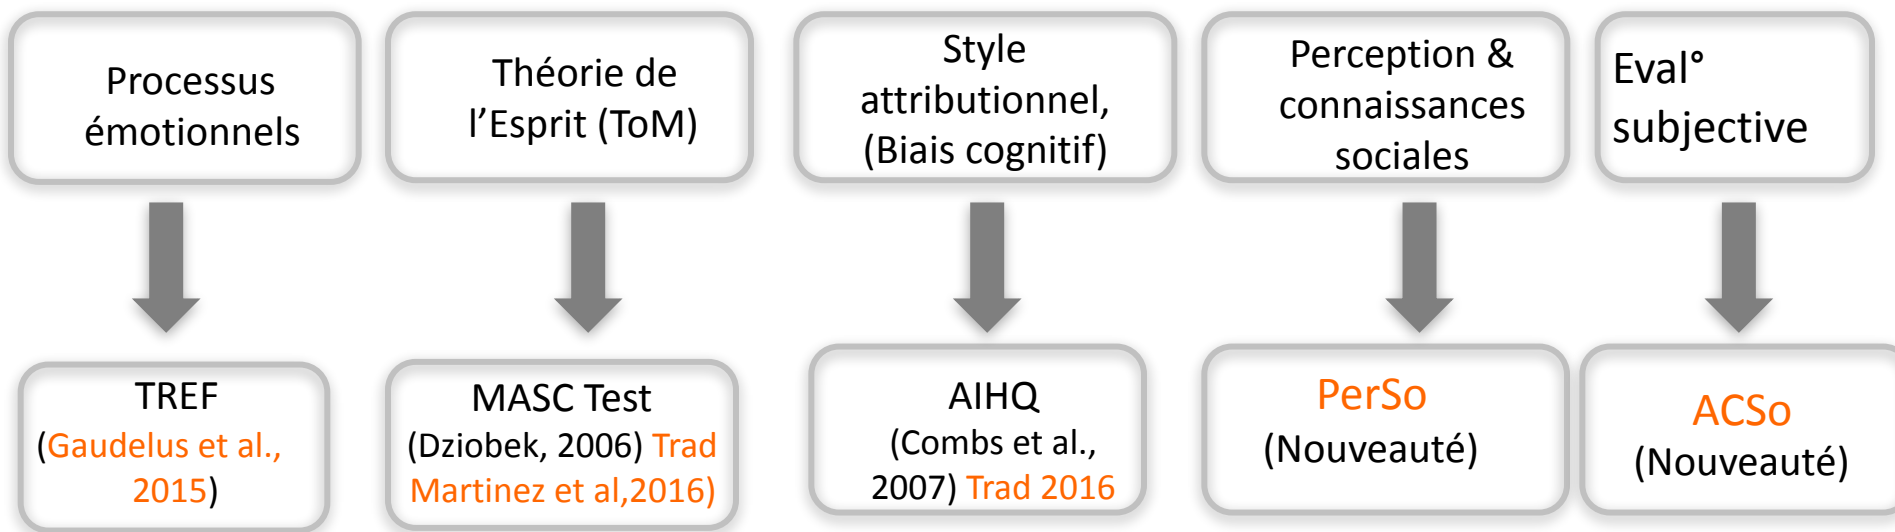 Processus
émotionnels
Théorie de
l’Esprit (ToM)
Style
attributionnel,
(Biais cognitif)
Perception &
connaissances
sociales
Eval°
subjective
TREF
(Gaudelus et al.,
2015)
MASC Test
(Dziobek, 2006) Trad
Martinez et al,2016)
AIHQ
(Combs et al.,
2007) Trad 2016
PerSo
(Nouveauté)
ACSo
(Nouveauté)